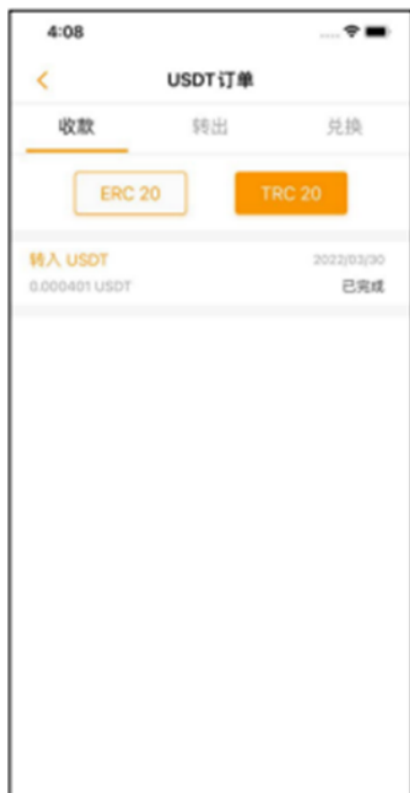 4:08
USDT订单
收款 转出 兑换
ERC 20 TRC 20
转入 USDT 2022/03/30
0.000401 USDT 已完成